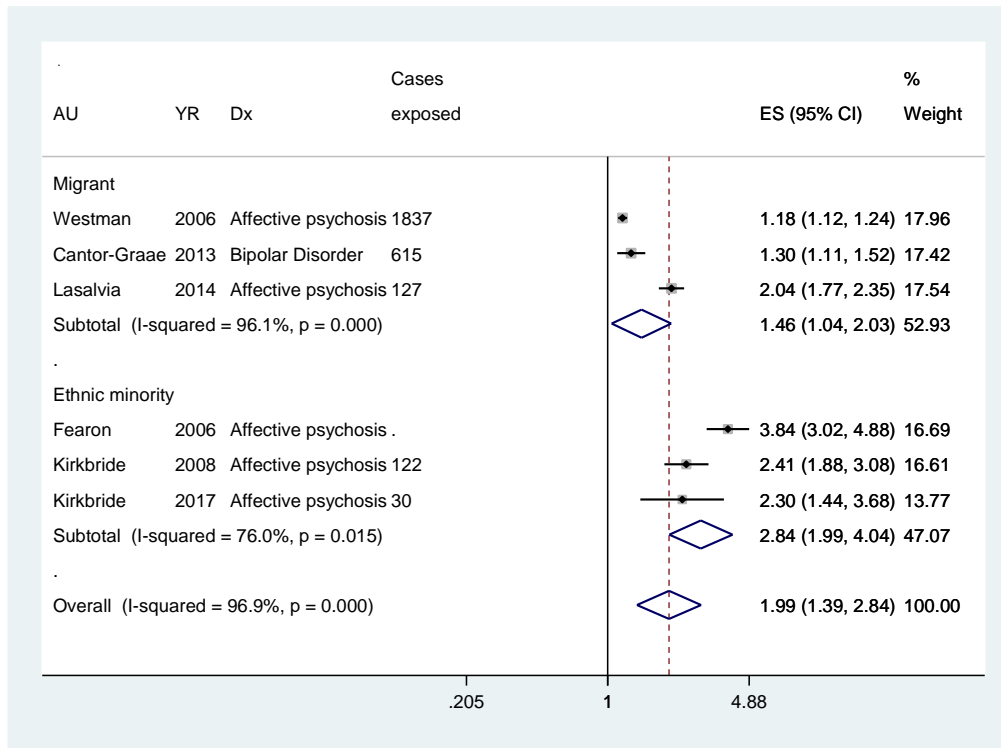 .
Cases %
AU YR Dx exposed ES (95% CI) Weight
Migrant
Westman 2006 Affective psychosis 1837 1.18 (1.12, 1.24) 17.96
Cantor-Graae 2013 Bipolar Disorder 615 1.30 (1.11, 1.52) 17.42
Lasalvia 2014 Affective psychosis 127 2.04 (1.77, 2.35) 17.54
Subtotal (I-squared = 96.1%, p = 0.000) 1.46 (1.04, 2.03) 52.93
.
Ethnic minority
Fearon 2006 Affective psychosis . 3.84 (3.02, 4.88) 16.69
Kirkbride 2008 Affective psychosis 122 2.41 (1.88, 3.08) 16.61
Kirkbride 2017 Affective psychosis 30 2.30 (1.44, 3.68) 13.77
Subtotal (I-squared = 76.0%, p = 0.015) 2.84 (1.99, 4.04) 47.07
.
Overall (I-squared = 96.9%, p = 0.000) 1.99 (1.39, 2.84) 100.00
.205 1 4.88